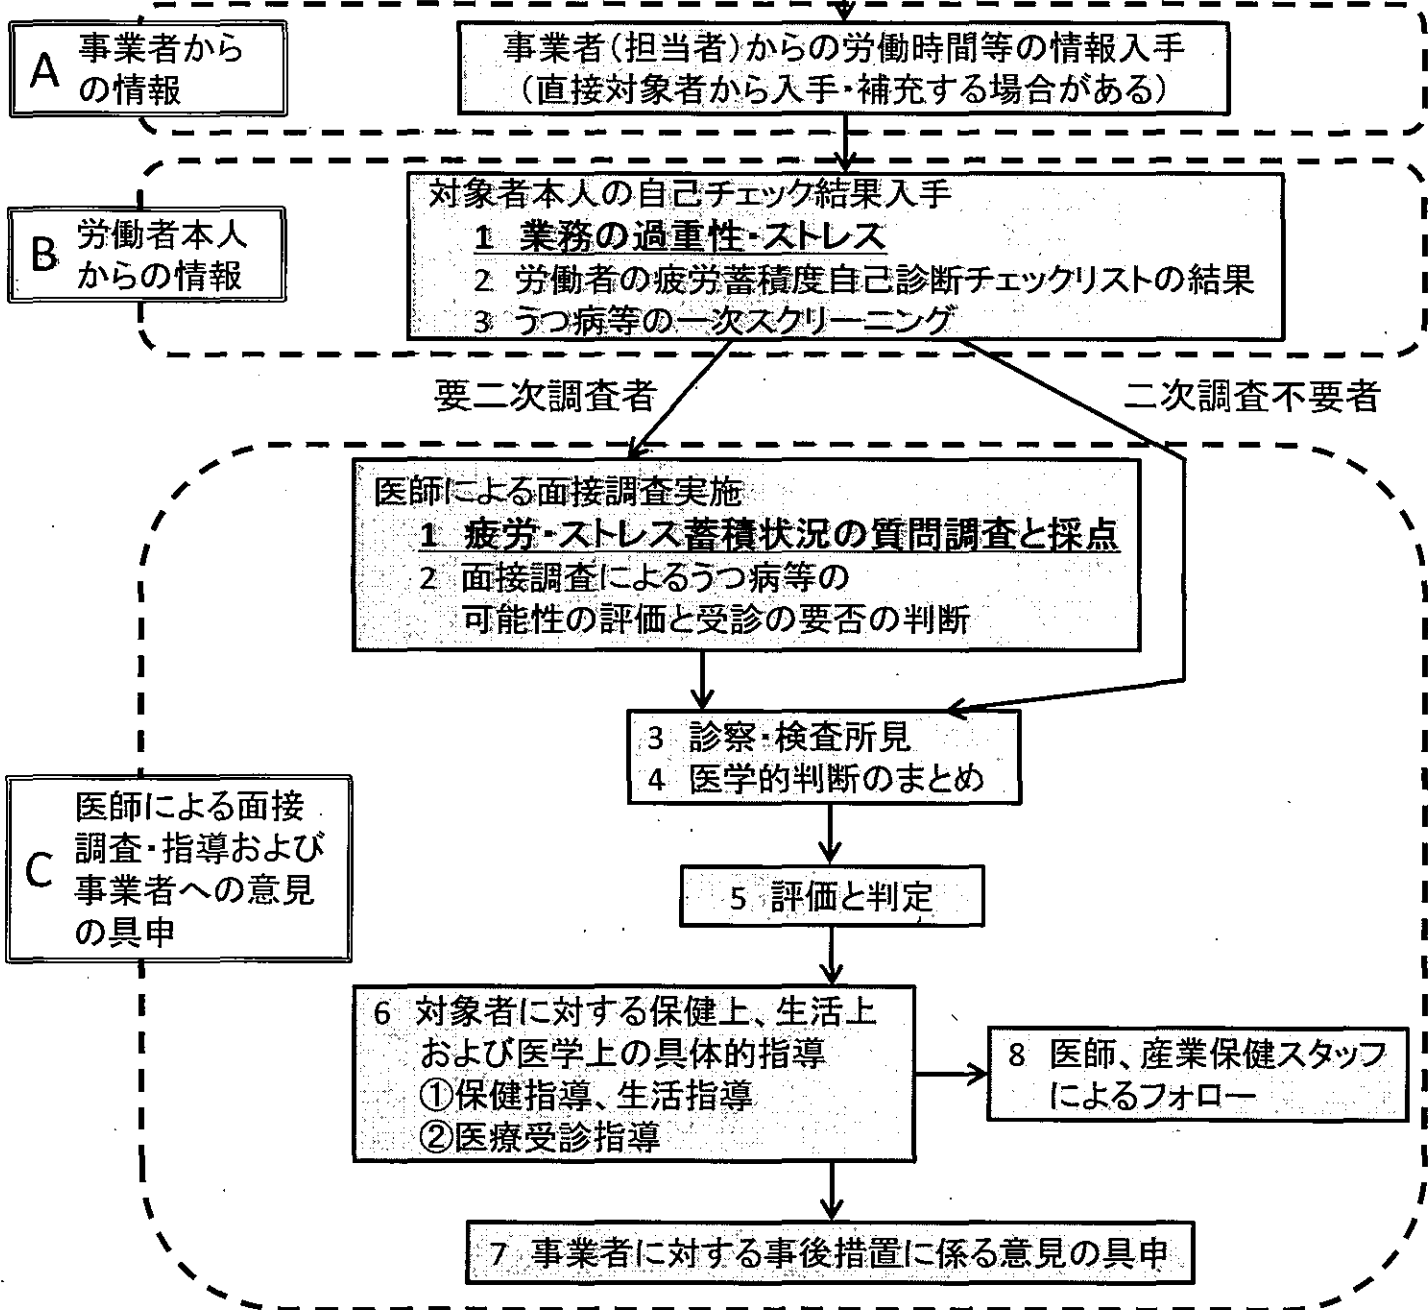 A 事業者から
の情報
事業者(担当者)からの労働時間等の情報入手
(直接対象者から入手・補充する場合がある)
B 労働者本人
からの情報
対象者本人の自己チェック結果入手
1 業務の過重性・ストレス
2 労働者の疲労蓄積度自己診断チェックリストの結果
3 うつ病等の一次スクリーニング
要二次調査者
二次調査不要者
医師による面接調査実施
1 疲労・ストレス蓄積状況の質問調査と採点
2 面接調査によるうつ病等の
可能性の評価と受診の要否の判断
3 診察・検査所見
4 医学的判断のまとめ
C 医師による面接
調査・指導および
事業者への意見
の具申
5 評価と判定
6 対象者に対する保健上、生活上
および医学上の具体的指導
①保健指導、生活指導
②医療受診指導
8 医師、産業保健スタッフ
によるフォロー
7 事業者に対する事後措置に係る意見の具申